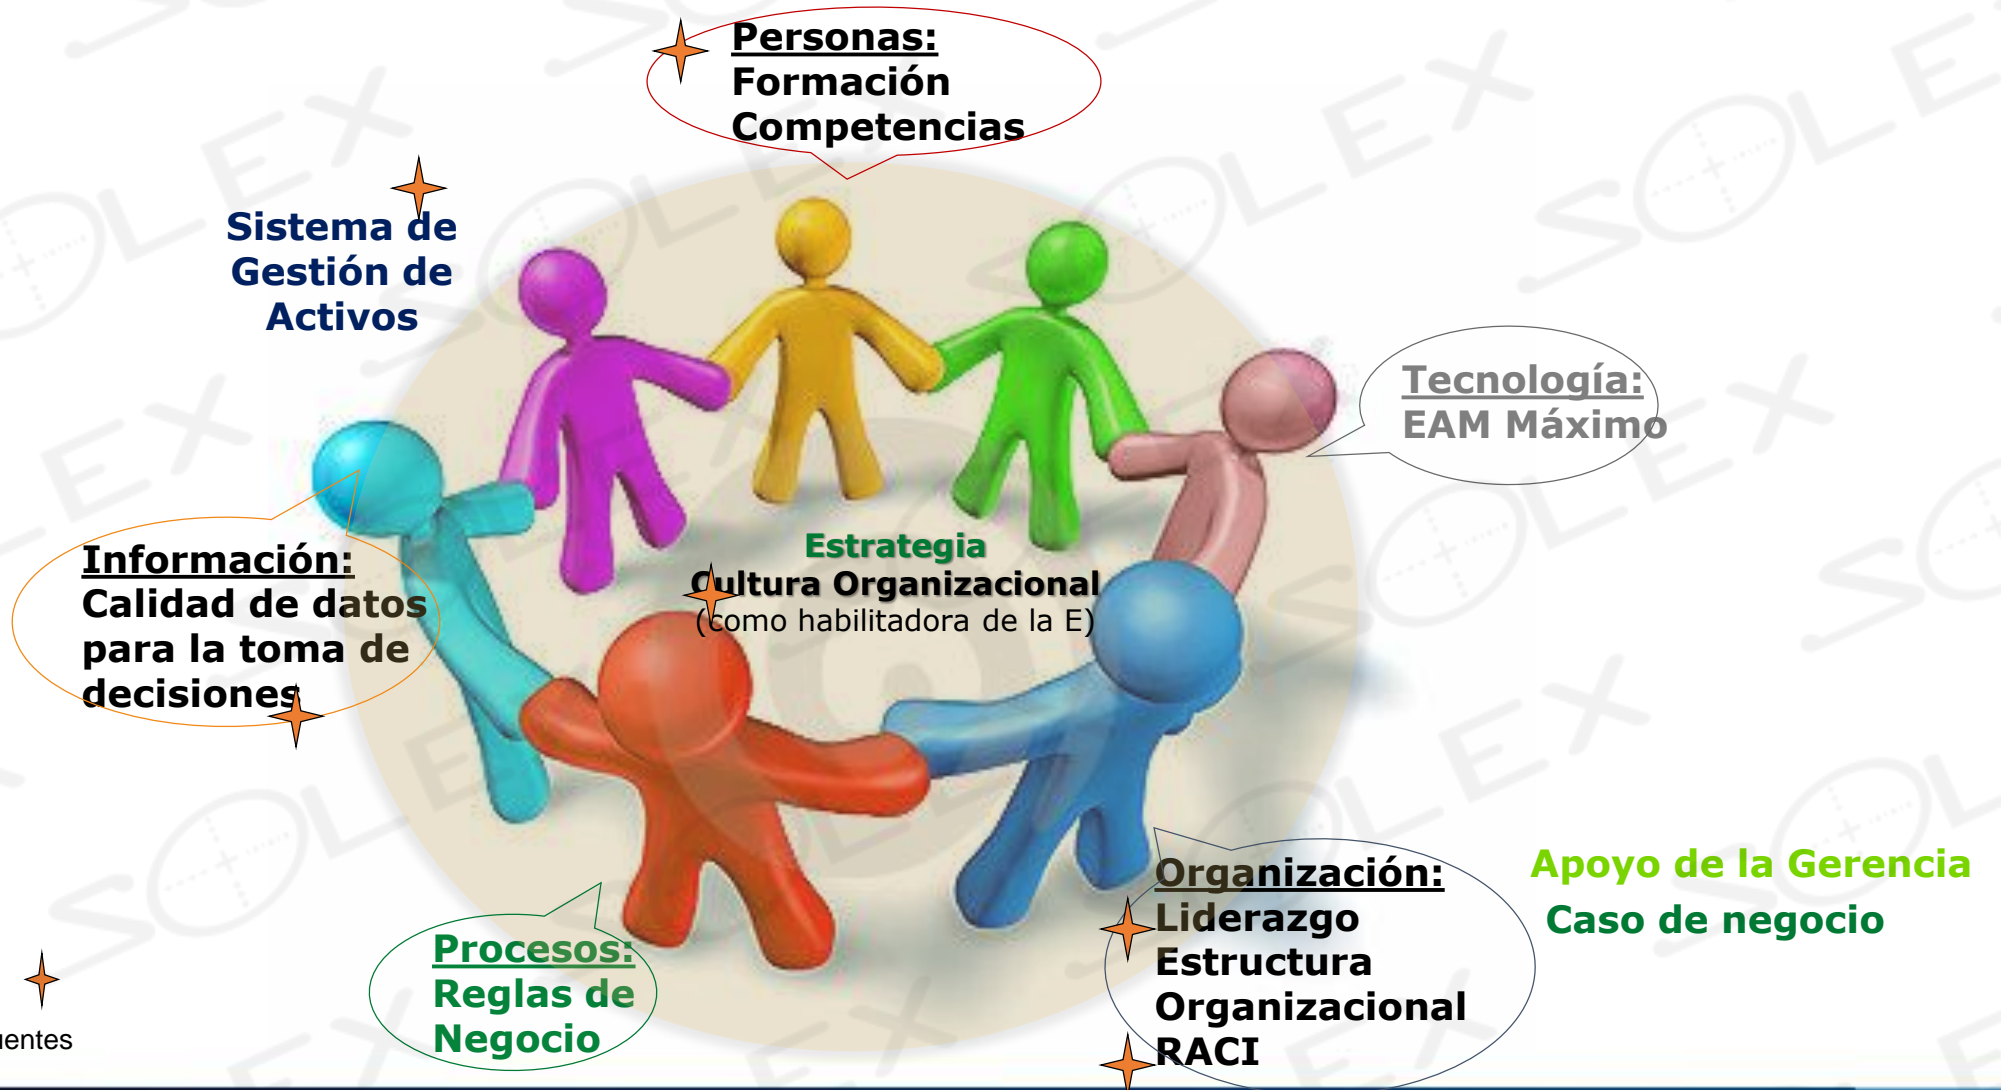 Personas:
Formación
Competencias
Sistema de
Gestión de
Activos
Tecnología:
EAM Máximo
Estrategia
Cultura Organizacional
(como habilitadora de la E)
Información:
Calidad de datos
para la toma de
decisiones
Organización:
Liderazgo
Estructura
Organizacional
RACI
Apoyo de la Gerencia
Caso de negocio
Procesos:
Reglas de
Negocio
SOLEX